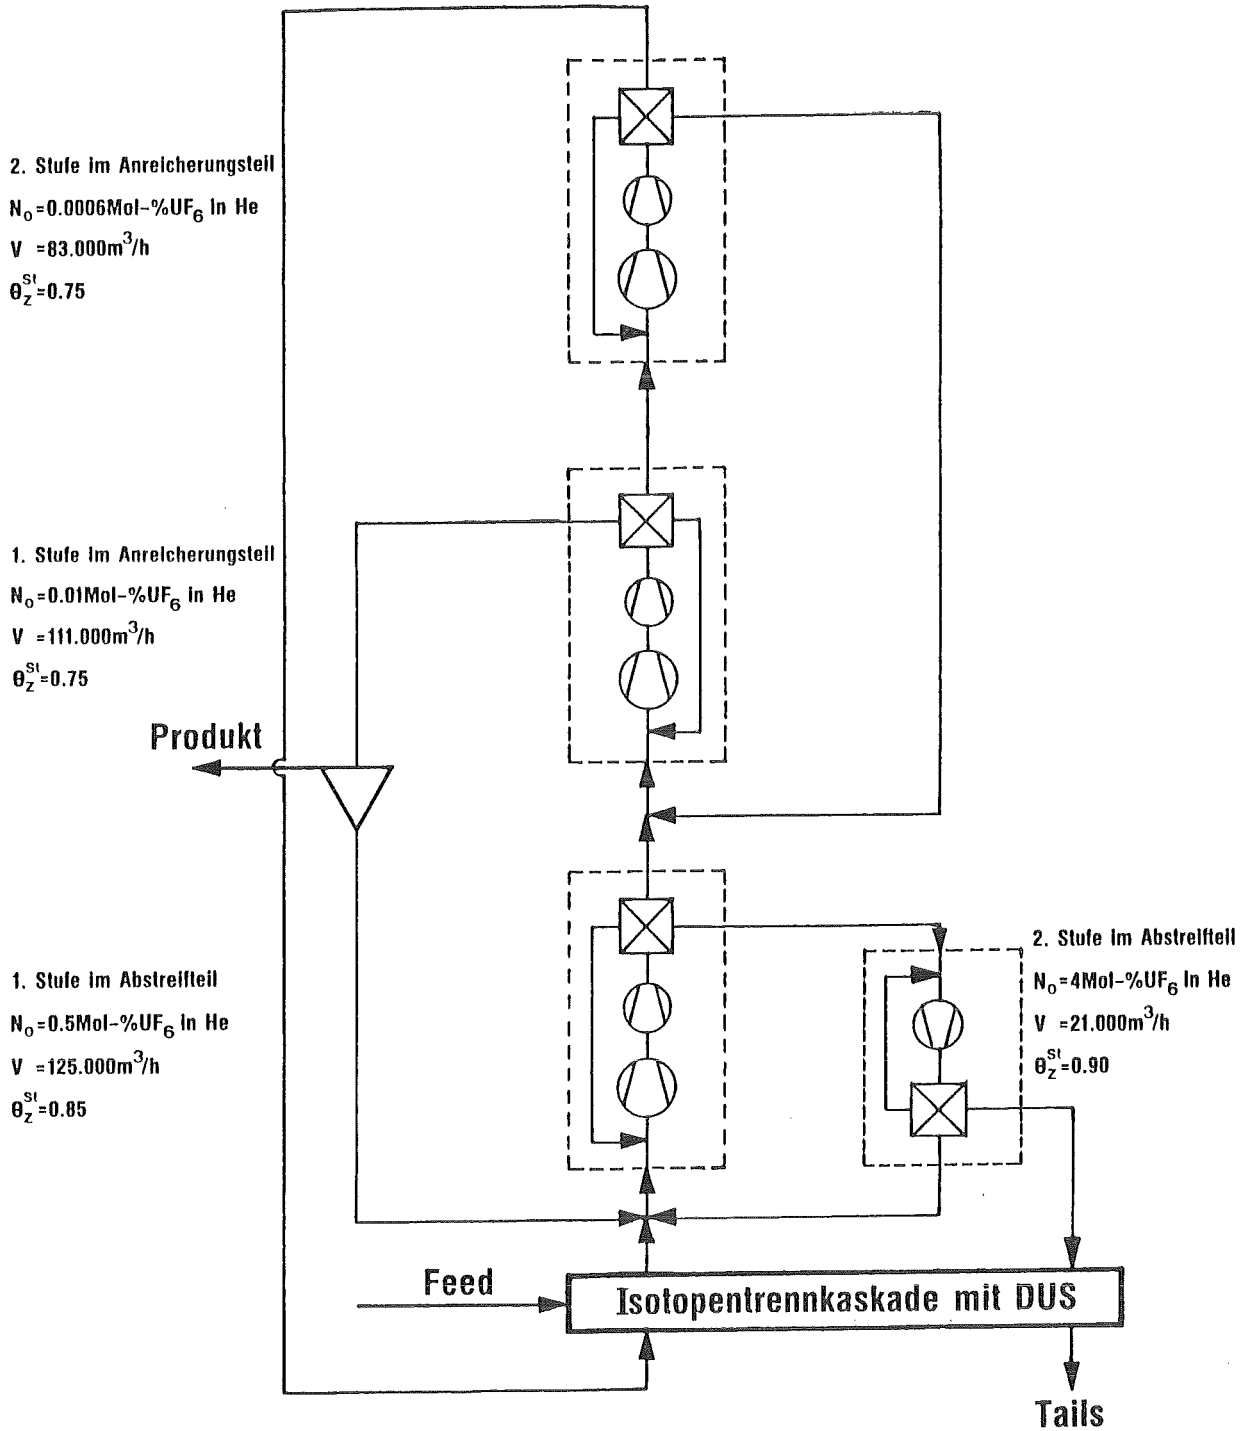 2. Stufe im Anreicherungsteil
N₀=0.0006Mol-%UF₆ in He
V =83.000m³/h
θ_Z^St=0.75
1. Stufe im Anreicherungsteil
N₀=0.01Mol-%UF₆ in He
V =111.000m³/h
θ_Z^St=0.75
Produkt
1. Stufe im Abstreifteil
N₀=0.5Mol-%UF₆ in He
V =125.000m³/h
θ_Z^St=0.85
2. Stufe im Abstreifteil
N₀=4Mol-%UF₆ in He
V =21.000m³/h
θ_Z^St=0.90
Feed
Isotopentrennkaskade mit DUS
Tails